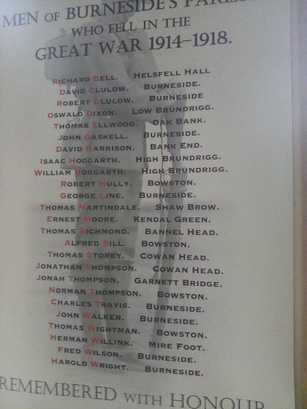 MEN OF BURNESIDE'S PARIS
WHO FELL IN THE
GREAT WAR 1914–1918.
RICHARD BELL. HELSFELL HALL
DAVID CLULOW. BURNESIDE.
ROBERT CLULOW. BURNESIDE
OSWALD DIXON. LOW BRUNDRIGG.
THOMAS ELLWOOD. OAK BANK.
JOHN GASKELL. BURNESIDE.
DAVID HARRISON. BANK END.
ISAAC HOGGARTH. HIGH BRUNDRIGG.
WILLIAM HOGGARTH. HIGH BRUNDRIGG.
ROBERT HULLY. BOWSTON.
GEORGE LINE. BURNESIDE.
THOMAS MARTINDALE. SHAW BROW.
ERNEST MOORE. KENDAL GREEN.
THOMAS RICHMOND. BANNEL HEAD.
ALFRED SILL. BOWSTON.
THOMAS STOREY. COWAN HEAD.
JONATHAN THOMPSON. COWAN HEAD.
JONAH THOMPSON. GARNETT BRIDGE.
NORMAN THOMPSON. BOWSTON.
CHARLES TRAVIS. BURNESIDE.
JOHN WALKER. BURNESIDE.
THOMAS WIGHTMAN. BOWSTON.
HERMAN WILLINK. MIRE FOOT.
FRED WILSON. BURNESIDE.
HAROLD WRIGHT. BURNESIDE.
REMEMBERED WITH HONOUR